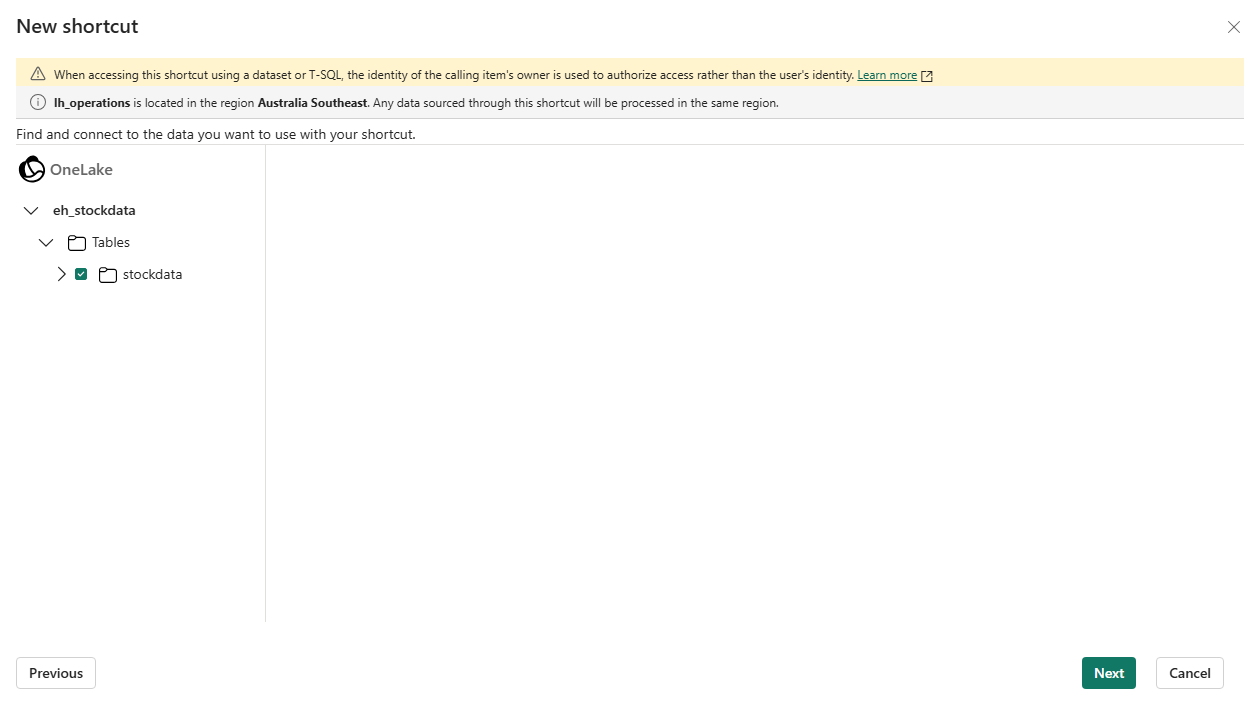 New shortcut
When accessing this shortcut using a dataset or T-SQL, the identity of the calling item's owner is used to authorize access rather than the user's identity. Learn more
lh_operations is located in the region Australia Southeast. Any data sourced through this shortcut will be processed in the same region.
Find and connect to the data you want to use with your shortcut.
OneLake
eh_stockdata
Tables
stockdata
Previous
Next
Cancel